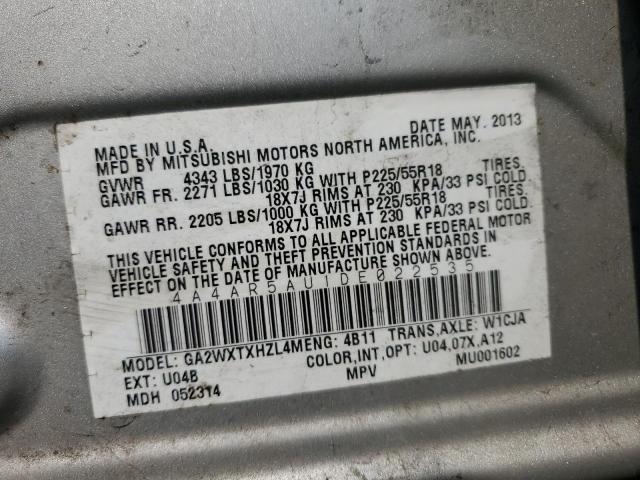 MADE IN U.S.A. DATE MAY. 2013
MFD BY MITSUBISHI MOTORS NORTH AMERICA, INC.
GVWR 4343 LBS/1970 KG
GAWR FR. 2271 LBS/1030 KG WITH P225/55R18 TIRES.
18X7J RIMS AT 230 KPA/33 PSI COLD.
GAWR RR. 2205 LBS/1000 KG WITH P225/55R18 TIRES.
18X7J RIMS AT 230 KPA/33 PSI COLD.
THIS VEHICLE CONFORMS TO ALL APPLICABLE FEDERAL MOTOR
VEHICLE SAFETY AND THEFT PREVENTION STANDARDS IN
EFFECT ON THE DATE OF MANUFACTURE SHOWN ABOVE.
4A4AR5AU1DE022535
MODEL: GA2WXTXHZL4M ENG: 4B11 TRANS,AXLE: W1CJA
EXT: U04B COLOR,INT,OPT: U04,07X,A12
MDH 052314 MPV MU001602